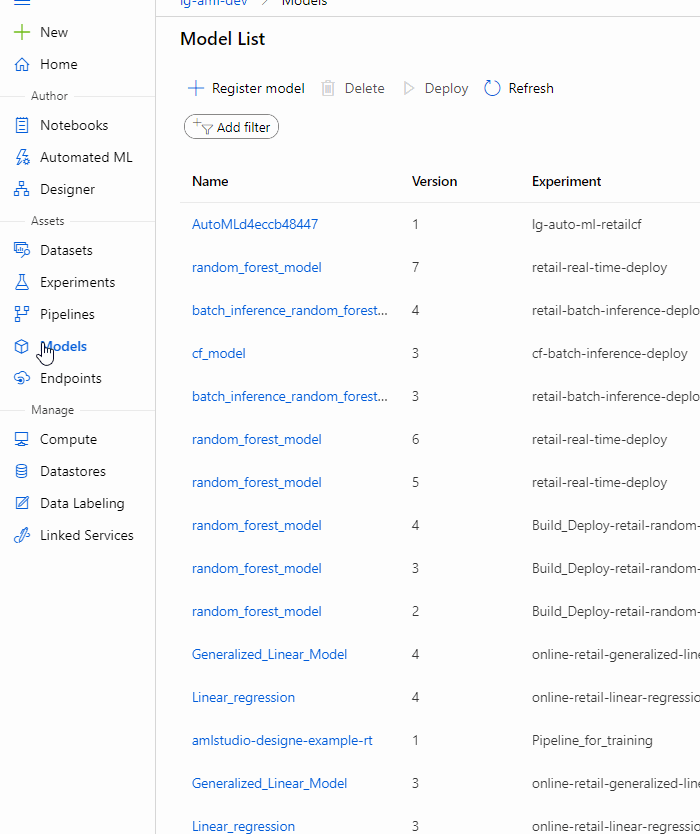 lg-aml-dev > Models
New
Home
Author
Notebooks
Automated ML
Designer
Assets
Datasets
Experiments
Pipelines
Models
Endpoints
Manage
Compute
Datastores
Data Labeling
Linked Services
Model List
Register model Delete Deploy Refresh
Add filter
Name Version Experiment
AutoMLd4eccb48447 1 lg-auto-ml-retailcf
random_forest_model 7 retail-real-time-deploy
batch_inference_random_forest... 4 retail-batch-inference-deplo
cf_model 3 cf-batch-inference-deploy
batch_inference_random_forest... 3 retail-batch-inference-deplo
random_forest_model 6 retail-real-time-deploy
random_forest_model 5 retail-real-time-deploy
random_forest_model 4 Build_Deploy-retail-random-
random_forest_model 3 Build_Deploy-retail-random-
random_forest_model 2 Build_Deploy-retail-random-
Generalized_Linear_Model 4 online-retail-generalized-line
Linear_regression 4 online-retail-linear-regressio
amlstudio-designe-example-rt 1 Pipeline_for_training
Generalized_Linear_Model 3 online-retail-generalized-line
Linear_regression 3 online-retail-linear-regressio